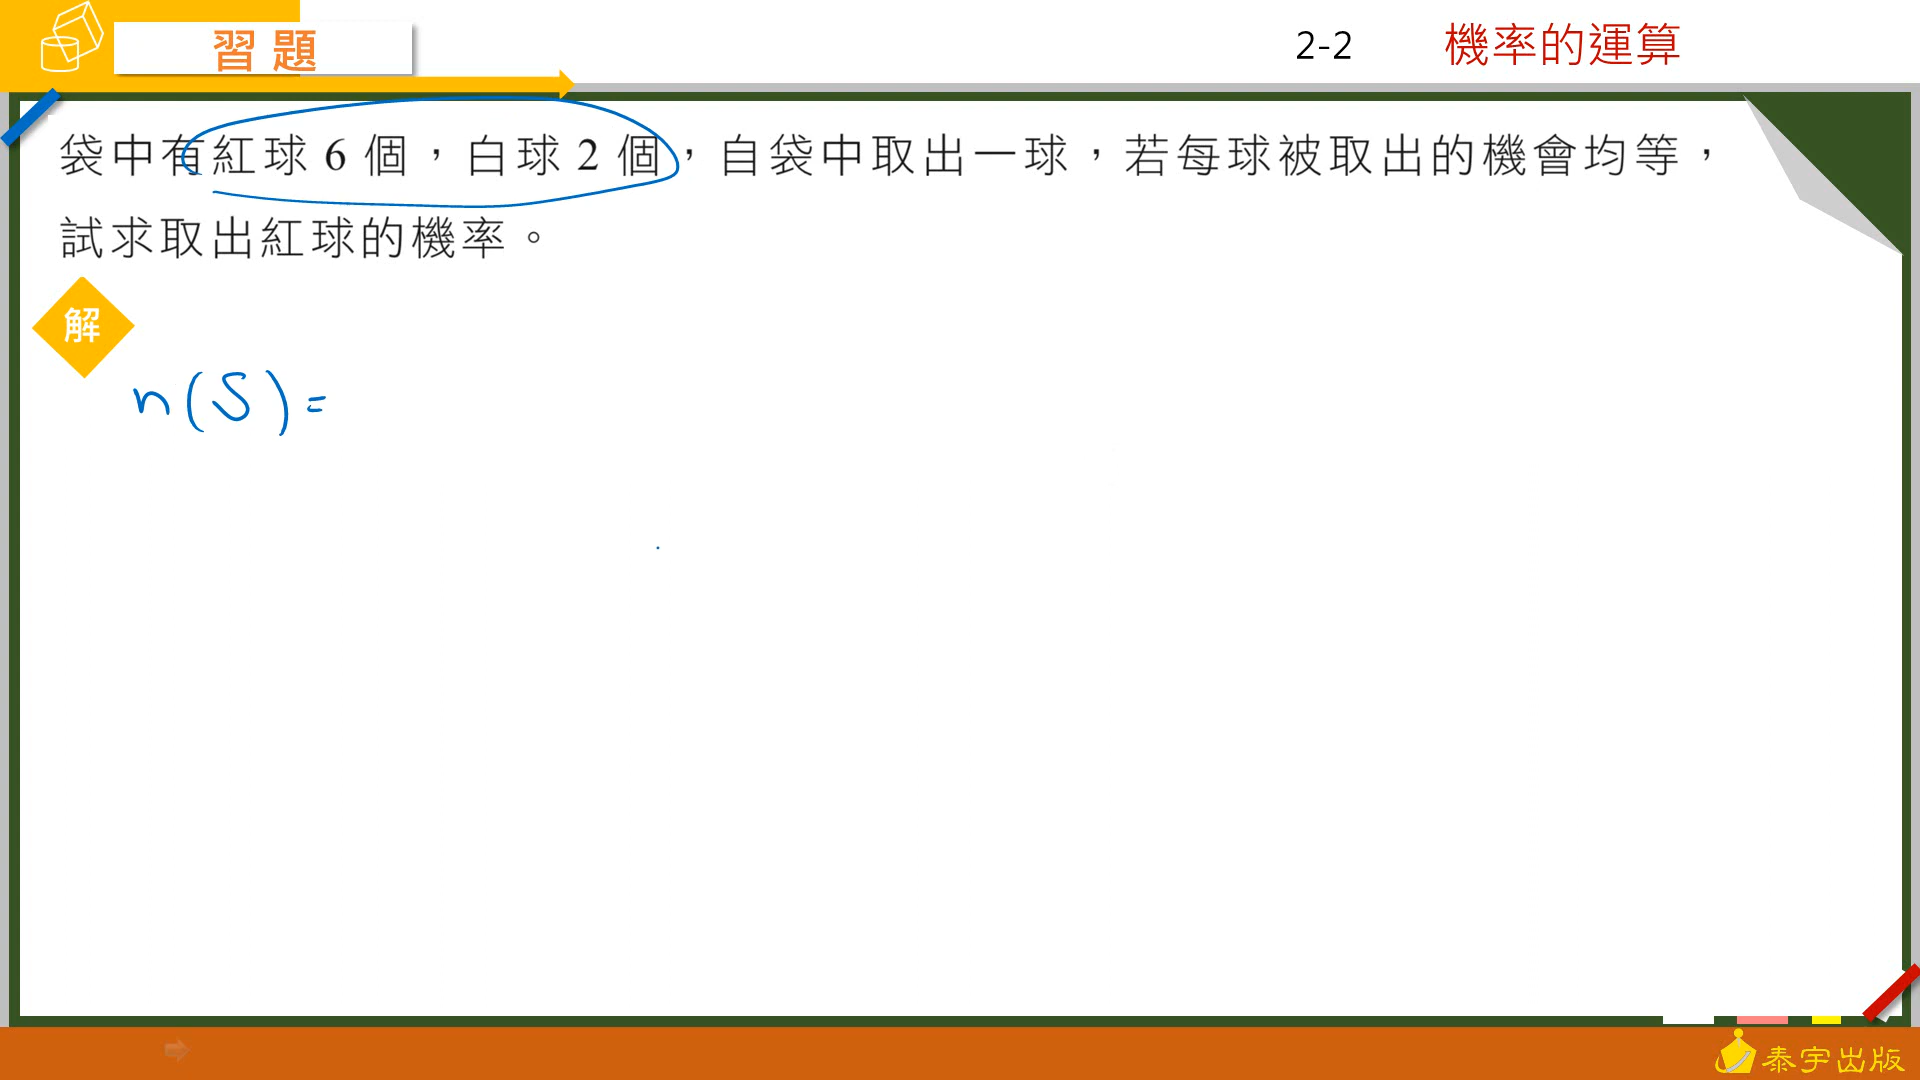 習題
2-2 機率的運算
袋中有紅球 6 個，白球 2 個，自袋中取出一球，若每球被取出的機會均等，
試求取出紅球的機率。
解
n(S)=
泰宇出版